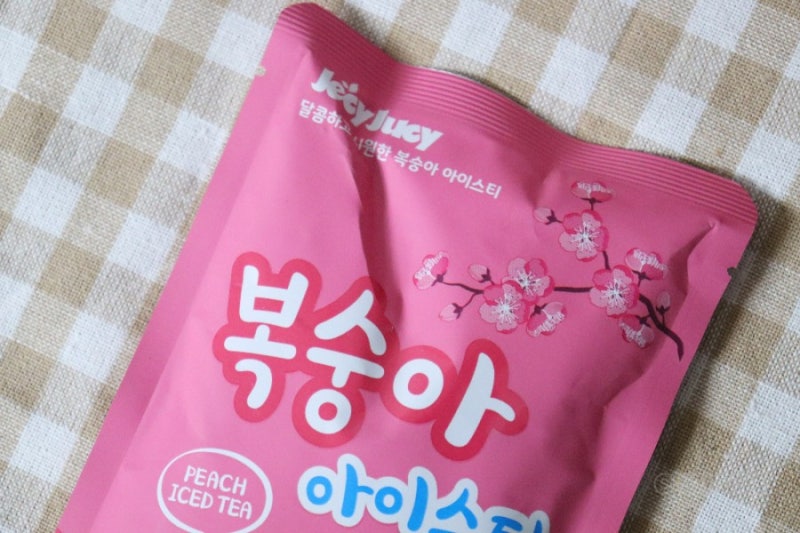 JecyJucy
달콤하고 시원한 복숭아 아이스티
복숭아
PEACH
ICED TEA
아이스티